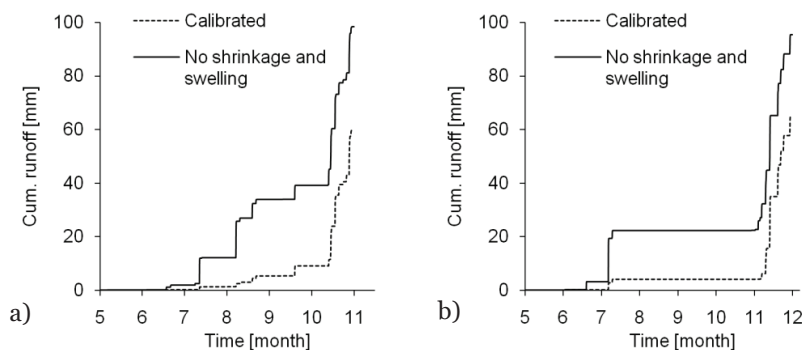 Calibrated
No shrinkage and
swelling
100
80
60
40
20
0
Cum. runoff [mm]
5 6 7 8 9 10 11
Time [month]
a)
Calibrated
No shrinkage and
swelling
100
80
60
40
20
0
Cum. runoff [mm]
5 6 7 8 9 10 11 12
Time [month]
b)